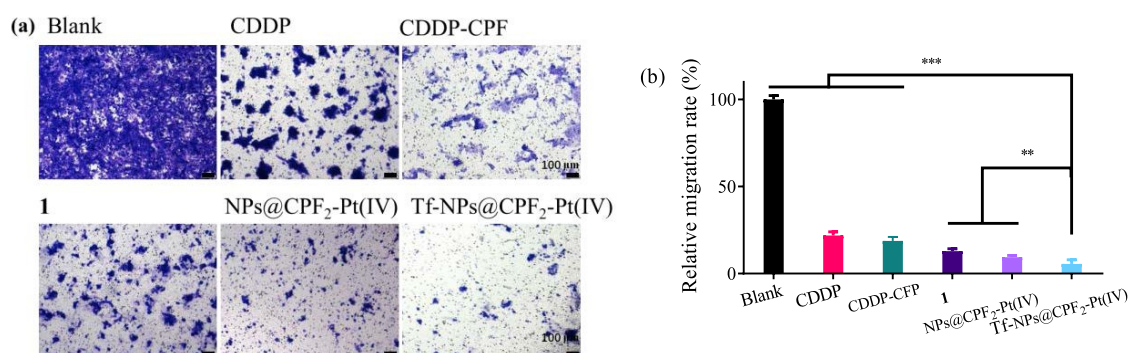 (a) Blank CDDP CDDP-CPF
100 μm
1 NPs@CPF₂-Pt(IV) Tf-NPs@CPF₂-Pt(IV)
100 μm
(b)
Relative migration rate (%)
***
100
**
50
0
Blank CDDP CDDP-CFP 1 NPs@CPF₂-Pt(IV) Tf-NPs@CPF₂-Pt(IV)